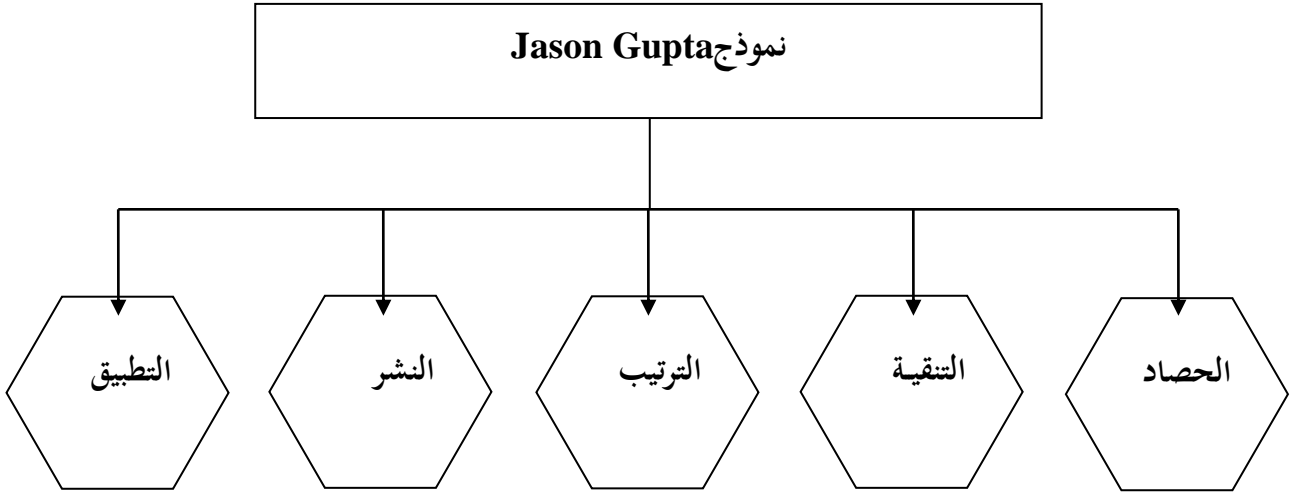 نموذجJason Gupta
الحصاد
التنقية
الترتيب
النشر
التطبيق